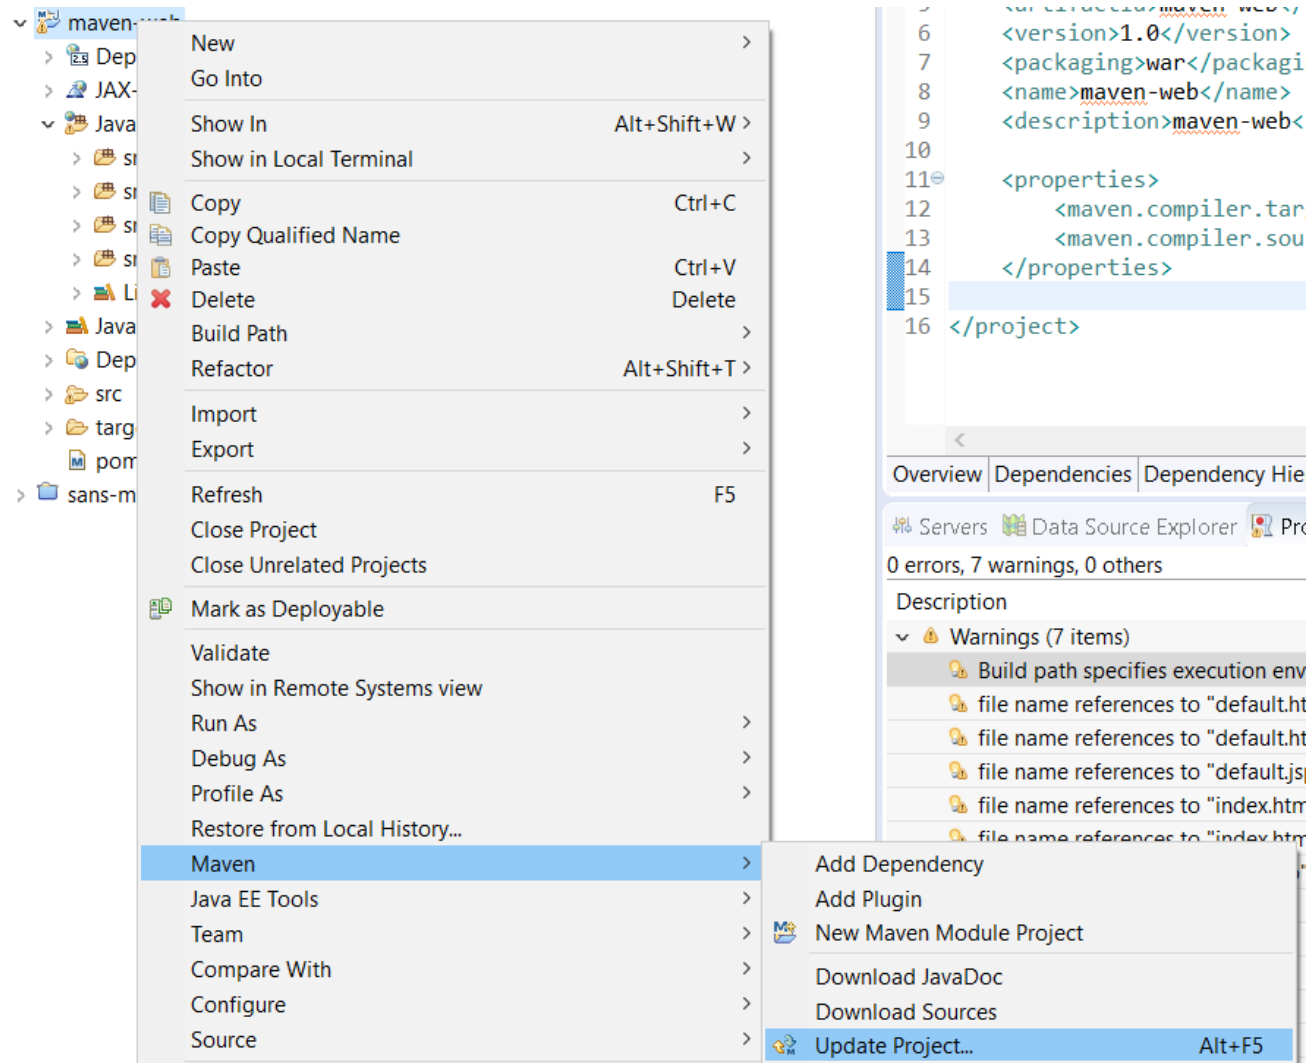 maven-web
Dep
JAX-
Java
Li
Java
Dep
src
targ
pom
sans-m
New
Go Into
Show In Alt+Shift+W
Show in Local Terminal
Copy Ctrl+C
Copy Qualified Name
Paste Ctrl+V
Delete Delete
Build Path
Refactor Alt+Shift+T
Import
Export
Refresh F5
Close Project
Close Unrelated Projects
Mark as Deployable
Validate
Show in Remote Systems view
Run As
Debug As
Profile As
Restore from Local History...
Maven
Java EE Tools
Team
Compare With
Configure
Source
Add Dependency
Add Plugin
New Maven Module Project
Download JavaDoc
Download Sources
Update Project... Alt+F5
6 <version>1.0</version>
7 <packaging>war</packagi
8 <name>maven-web</name>
9 <description>maven-web<
10
11 <properties>
12 <maven.compiler.tar
13 <maven.compiler.sou
14 </properties>
15
16 </project>
Overview Dependencies Dependency Hie
Servers Data Source Explorer Pro
0 errors, 7 warnings, 0 others
Description
Warnings (7 items)
Build path specifies execution env
file name references to "default.ht
file name references to "default.ht
file name references to "default.jsp
file name references to "index.htm
file name references to "index.htm